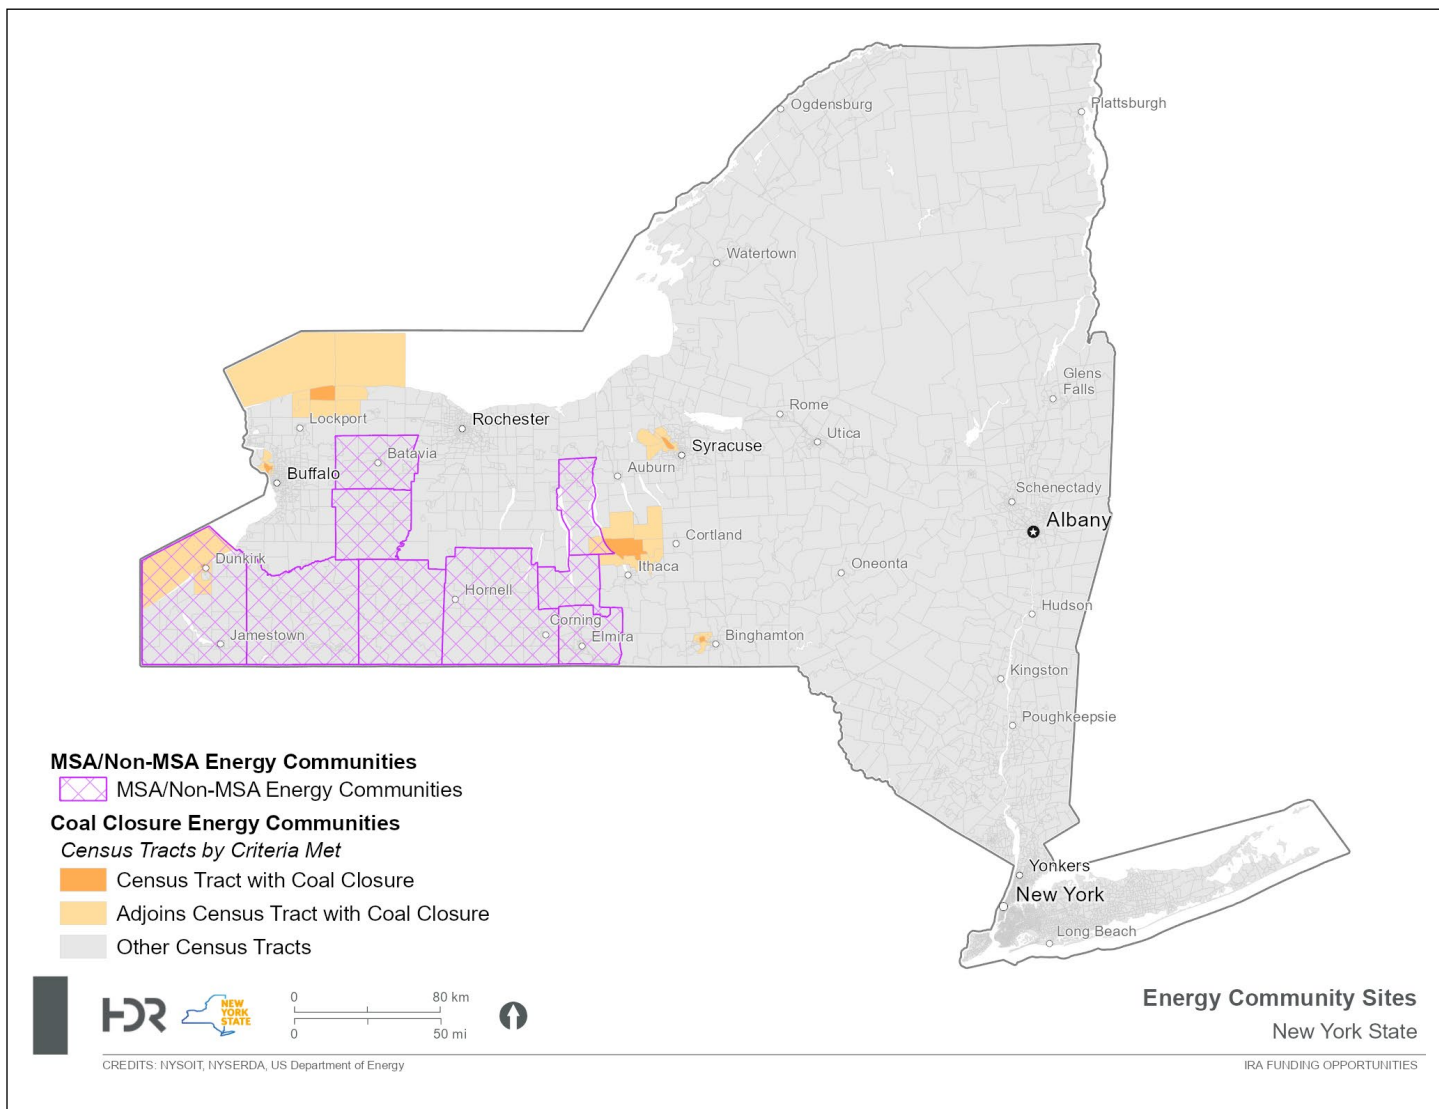 Ogdensburg
Plattsburgh
Watertown
Glens
Falls
Rome
Utica
Lockport
Rochester
Syracuse
Batavia
Auburn
Buffalo
Schenectady
Albany
Cortland
Dunkirk
Ithaca
Oneonta
Hornell
Hudson
Corning
Jamestown
Elmira
Binghamton
Kingston
Poughkeepsie
MSA/Non-MSA Energy Communities
MSA/Non-MSA Energy Communities
Coal Closure Energy Communities
Census Tracts by Criteria Met
Census Tract with Coal Closure
Adjoins Census Tract with Coal Closure
Other Census Tracts
Yonkers
New York
Long Beach
HDR
NEW
YORK
STATE
0 80 km
0 50 mi
Energy Community Sites
New York State
CREDITS: NYSOIT, NYSERDA, US Department of Energy
IRA FUNDING OPPORTUNITIES